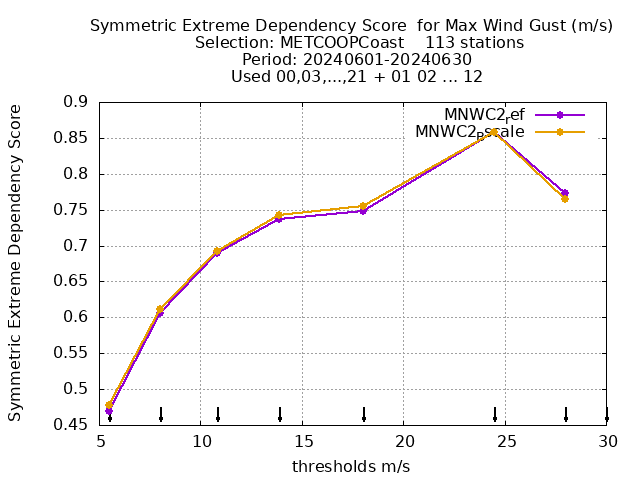 Symmetric Extreme Dependency Score for Max Wind Gust (m/s)
Selection: METCOOPCoast 113 stations
Period: 20240601-20240630
Used 00,03,...,21 + 01 02 ... 12
MNWC2ref
MNWC2pscale
0.9
0.85
0.8
0.75
0.7
0.65
0.6
0.55
0.5
0.45
Symmetric Extreme Dependency Score
5 10 15 20 25 30
thresholds m/s